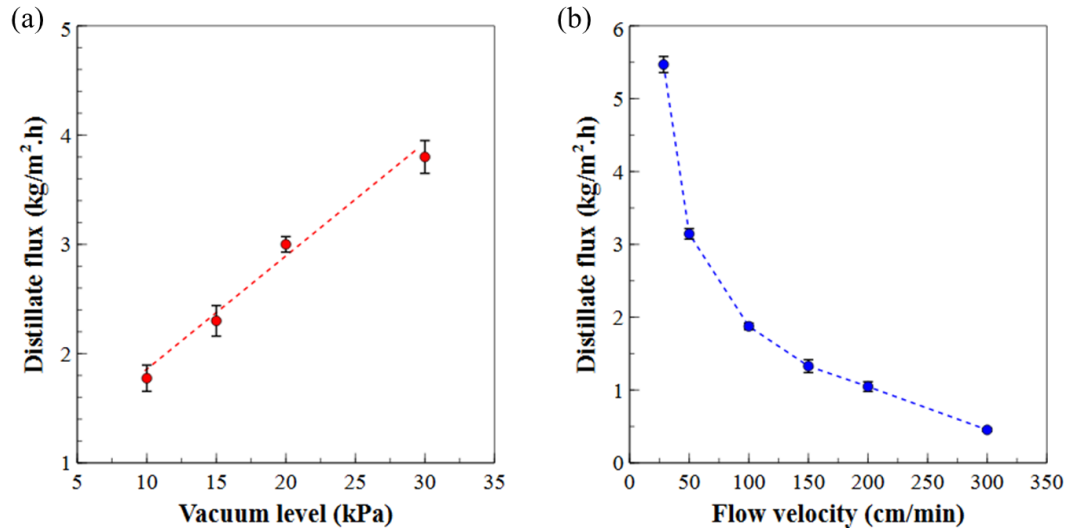 (a)
Distillate flux (kg/m².h)
5
4
3
2
1
5 10 15 20 25 30 35
Vacuum level (kPa)
(b)
Distillate flux (kg/m².h)
6
5
4
3
2
1
0
0 50 100 150 200 250 300 350
Flow velocity (cm/min)